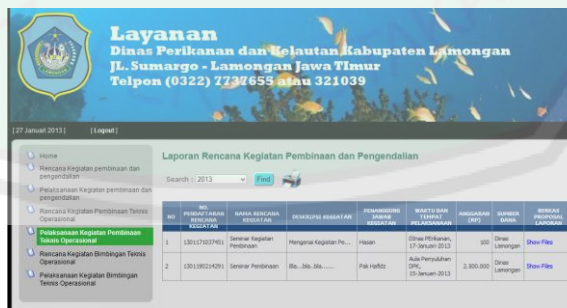 Layanan
Dinas Perikanan dan Kelautan Kabupaten Lamongan
JL. Sumargo - Lamongan Jawa TImur
Telpon (0322) 7737655 atau 321039
[ 27 Januari 2013 ] [ Logout ]
Home
Rencana Kegiatan pembinaan dan
pengendalian
Pelaksanaan Kegiatan pembinaan dan
pengendalian
Rencana Kegiatan Pembinaan Teknis
Operasional
Pelaksanaan Kegiatan Pembinaan
Teknis Operasional
Rencana Kegiatan Bimbingan Teknis
Operasional
Pelaksanaan Kegiatan Bimbingan
Teknis Operasional
Laporan Rencana Kegiatan Pembinaan dan Pengendalian
Search : 2013 Find
NO
NO. PENDAFTARAN RENCANA KEGIATAN
NAMA RENCANA KEGIATAN
DESKRIPSI KEGIATAN
PENANGGUNG JAWAB KEGIATAN
WAKTU DAN TEMPAT PELAKSANAAN
ANGGARAN (RP)
SUMBER DANA
BERKAS PROPOSAL LAPORAN
1
Seminar Kegiatan Pembinaan
Mengenai Kegiatan Pe...
Hasan
Dinas PErikanan, 17-Januari-2013
100
Dinas Lamongan
Show Files
2
Seminar Pembinaan
Bla...bla..bla......
Pak Hafidz
Aula Penyuluhan DPK, 15-Januari-2013
2.300.000
Dinas Lamongan
Show Files